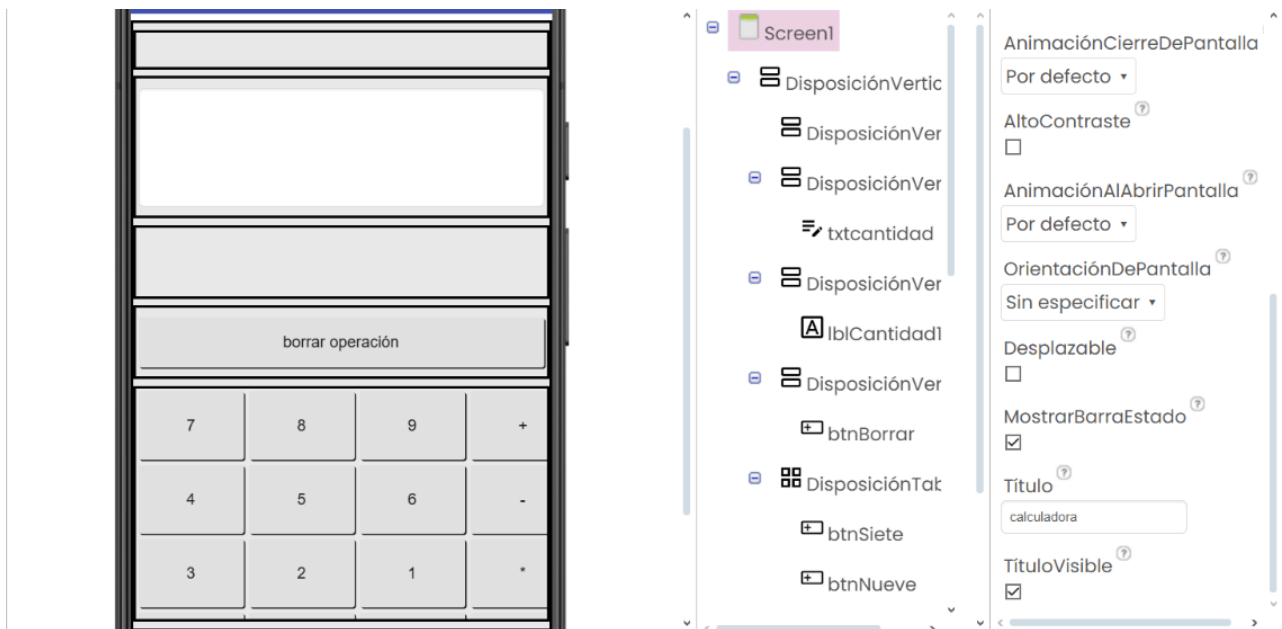 borrar operación
7 8 9 +
4 5 6 -
3 2 1 *
Screen1
DisposiciónVertic
DisposiciónVer
DisposiciónVer
txtcantidad
DisposiciónVer
lblCantidad1
DisposiciónVer
btnBorrar
DisposiciónTab
btnSiete
btnNueve
AnimaciónCierreDePantalla
Por defecto
AltoContraste
AnimaciónAlAbrirPantalla
Por defecto
OrientaciónDePantalla
Sin especificar
Desplazable
MostrarBarraEstado
Título
calculadora
TítuloVisible